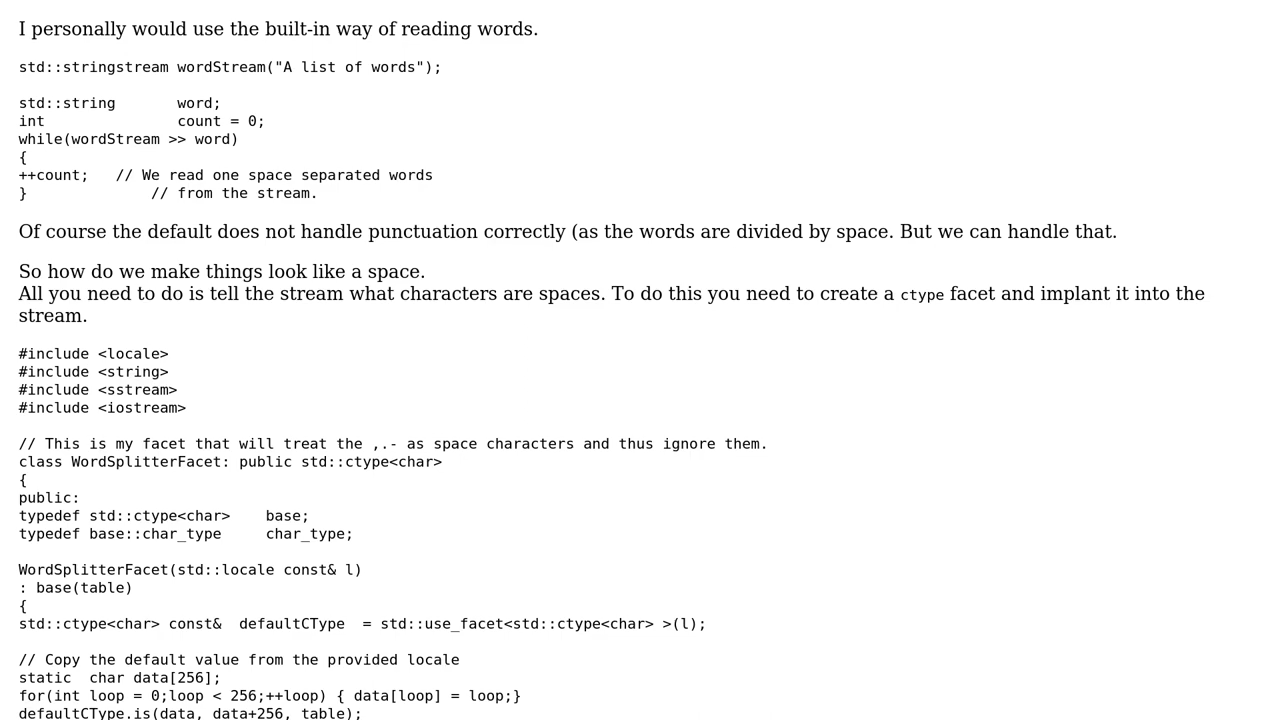 I personally would use the built-in way of reading words.
std::stringstream wordStream("A list of words");
std::string       word;
int               count = 0;
while(wordStream >> word)
{
++count;   // We read one space separated words
}              // from the stream.
Of course the default does not handle punctuation correctly (as the words are divided by space. But we can handle that.
So how do we make things look like a space.
All you need to do is tell the stream what characters are spaces. To do this you need to create a ctype facet and implant it into the
stream.
#include <locale>
#include <string>
#include <sstream>
#include <iostream>
// This is my facet that will treat the ,.- as space characters and thus ignore them.
class WordSplitterFacet: public std::ctype<char>
{
public:
typedef std::ctype<char>    base;
typedef base::char_type     char_type;
WordSplitterFacet(std::locale const& l)
: base(table)
{
std::ctype<char> const&  defaultCType  = std::use_facet<std::ctype<char> >(l);
// Copy the default value from the provided locale
static  char data[256];
for(int loop = 0;loop < 256;++loop) { data[loop] = loop;}
defaultCType.is(data, data+256, table);